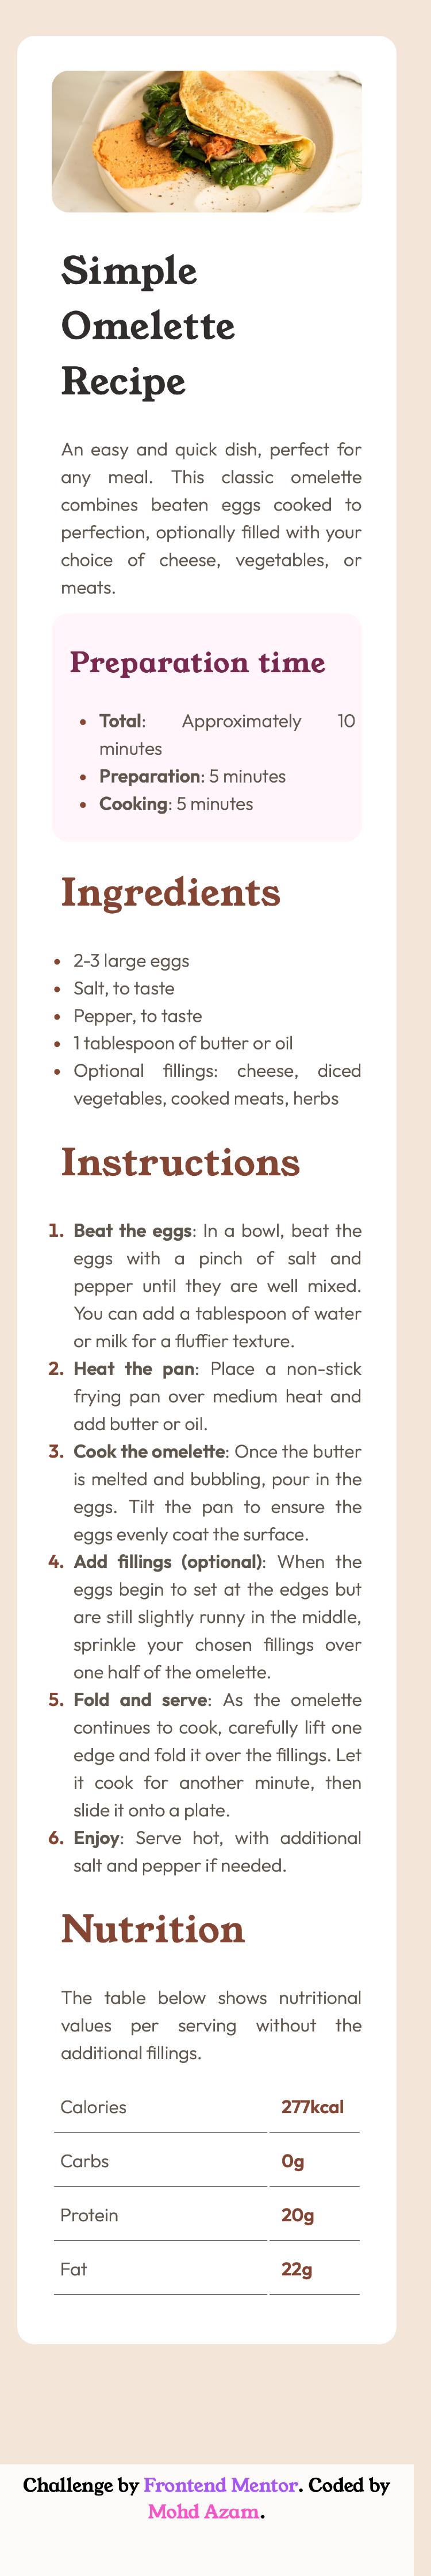 Simple
Omelette
Recipe
An easy and quick dish, perfect for
any meal. This classic omelette
combines beaten eggs cooked to
perfection, optionally filled with your
choice of cheese, vegetables, or
meats.
Preparation time
• Total: Approximately 10
minutes
• Preparation: 5 minutes
• Cooking: 5 minutes
Ingredients
• 2-3 large eggs
• Salt, to taste
• Pepper, to taste
• 1 tablespoon of butter or oil
• Optional fillings: cheese, diced
vegetables, cooked meats, herbs
Instructions
1. Beat the eggs: In a bowl, beat the
eggs with a pinch of salt and
pepper until they are well mixed.
You can add a tablespoon of water
or milk for a fluffier texture.
2. Heat the pan: Place a non-stick
frying pan over medium heat and
add butter or oil.
3. Cook the omelette: Once the butter
is melted and bubbling, pour in the
eggs. Tilt the pan to ensure the
eggs evenly coat the surface.
4. Add fillings (optional): When the
eggs begin to set at the edges but
are still slightly runny in the middle,
sprinkle your chosen fillings over
one half of the omelette.
5. Fold and serve: As the omelette
continues to cook, carefully lift one
edge and fold it over the fillings. Let
it cook for another minute, then
slide it onto a plate.
6. Enjoy: Serve hot, with additional
salt and pepper if needed.
Nutrition
The table below shows nutritional
values per serving without the
additional fillings.
Calories 277kcal
Carbs 0g
Protein 20g
Fat 22g
Challenge by Frontend Mentor. Coded by
Mohd Azam.